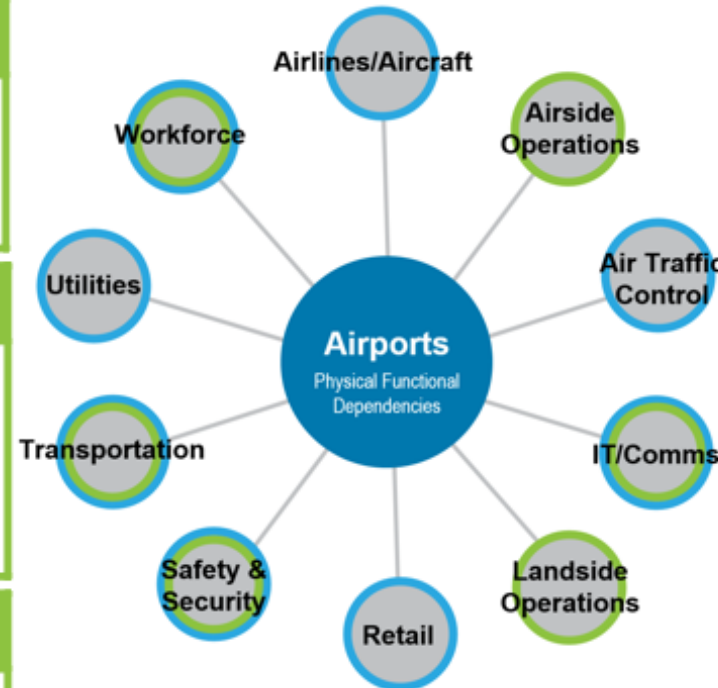 Airlines/Aircraft
Airside
Operations
Workforce
Air Traffic
Control
Utilities
Airports
Physical Functional
Dependencies
Transportation
IT/Comms
Safety &
Security
Landside
Operations
Retail